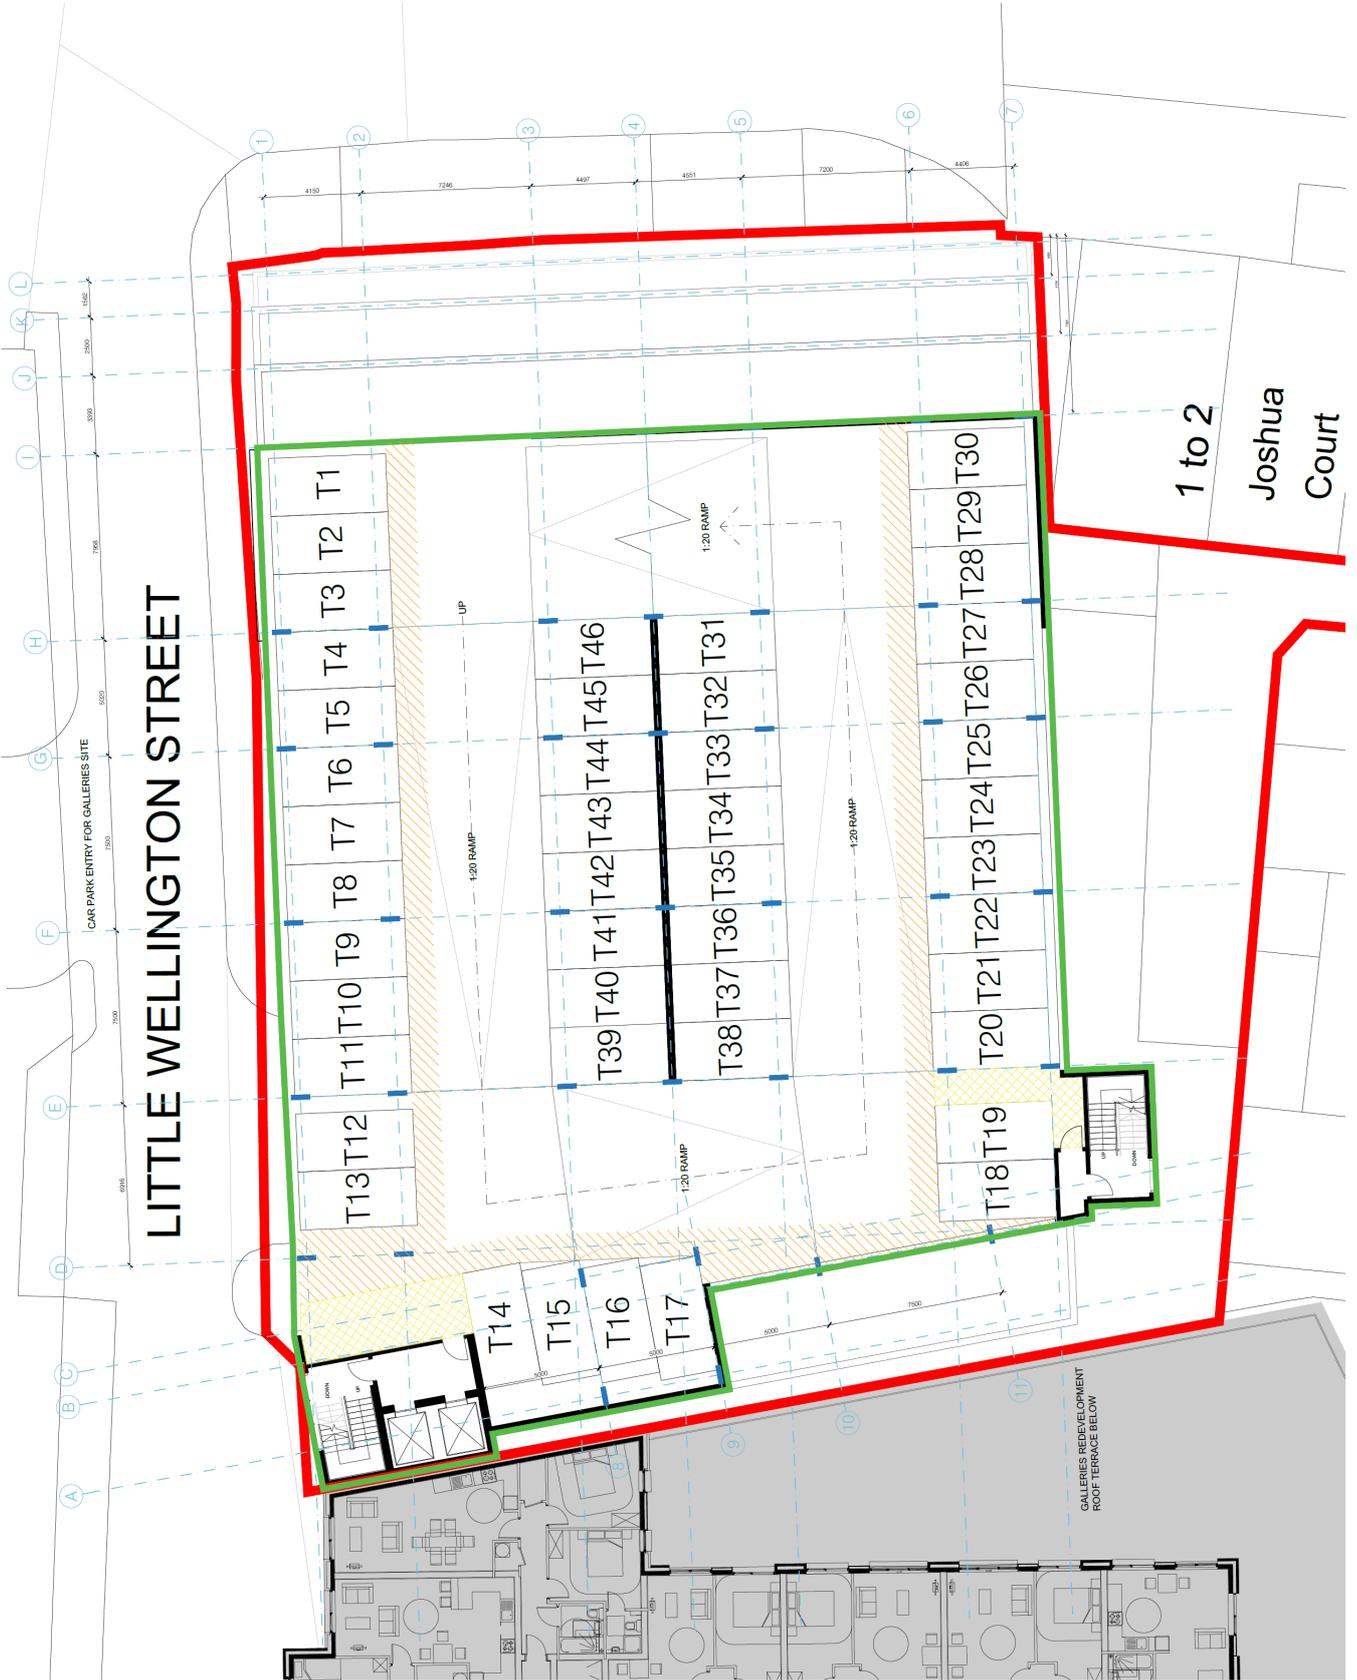 1
2
3
4
5
6
7
4150
7246
4497
4551
7200
4406
L
K
J
I
H
G
F
E
D
C
B
A
1562
2500
3393
7958
5020
7500
7500
6916
CAR PARK ENTRY FOR GALLERIES SITE
LITTLE WELLINGTON STREET
1 to 2
Joshua
Court
T1
T2
T3
T4
T5
T6
T7
T8
T9
T10
T11
T12
T13
T14
T15
T16
T17
T18
T19
T20
T21
T22
T23
T24
T25
T26
T27
T28
T29
T30
T31
T32
T33
T34
T35
T36
T37
T38
T39
T40
T41
T42
T43
T44
T45
T46
UP
1:20 RAMP
1:20 RAMP
1:20 RAMP
1:20 RAMP
UP
DOWN
DOWN
UP
5000
5000
5000
7500
8
9
10
11
GALLERIES REDEVELOPMENT
ROOF TERRACE BELOW